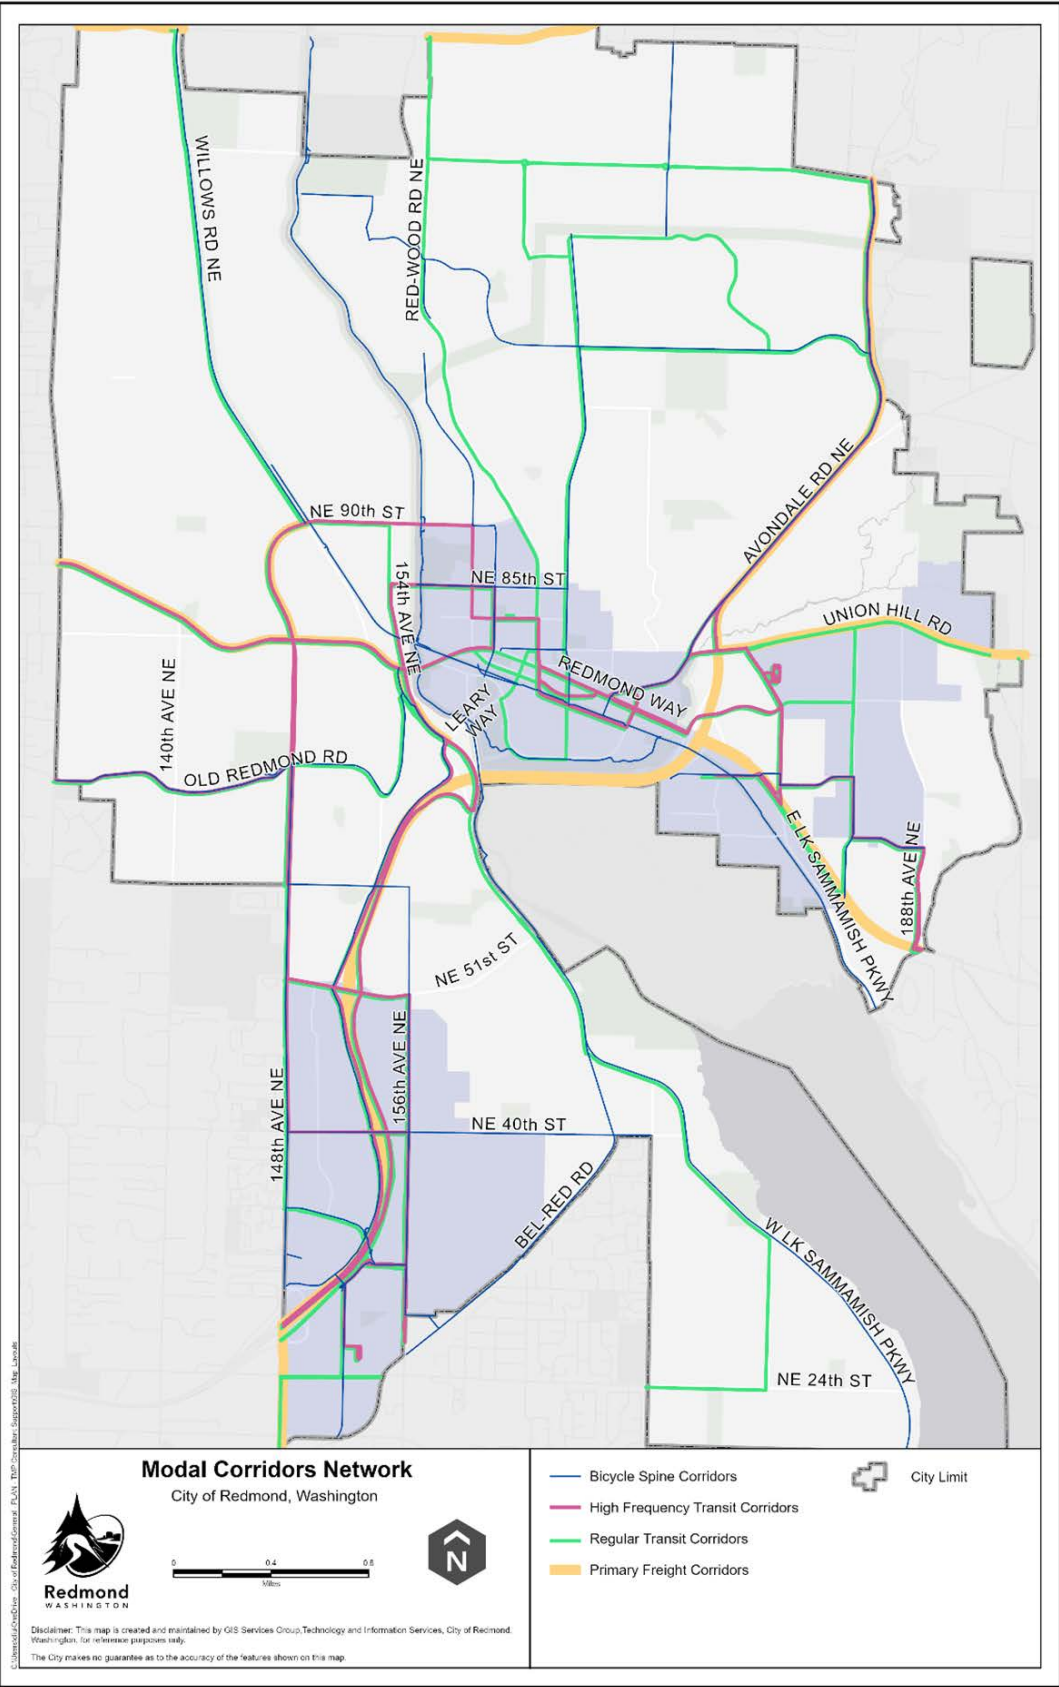 WILLOWS RD NE
RED-WOOD RD NE
AVONDALE RD NE
NE 90th ST
NE 85th ST
154th AVE NE
UNION HILL RD
REDMOND WAY
LEARY
WAY
140th AVE NE
OLD REDMOND RD
E LK SAMMAMISH PKWY
188th AVE NE
NE 51st ST
156th AVE NE
148th AVE NE
NE 40th ST
BEL-RED RD
W LK SAMMAMISH PKWY
NE 24th ST
Modal Corridors Network
City of Redmond, Washington
Redmond
WASHINGTON
0 0.4 0.8
Miles
N
Disclaimer: This map is created and maintained by GIS Services Group,Technology and Information Services, City of Redmond,
Washington, for reference purposes only.
The City makes no guarantee as to the accuracy of the features shown on this map.
Bicycle Spine Corridors
High Frequency Transit Corridors
Regular Transit Corridors
Primary Freight Corridors
City Limit